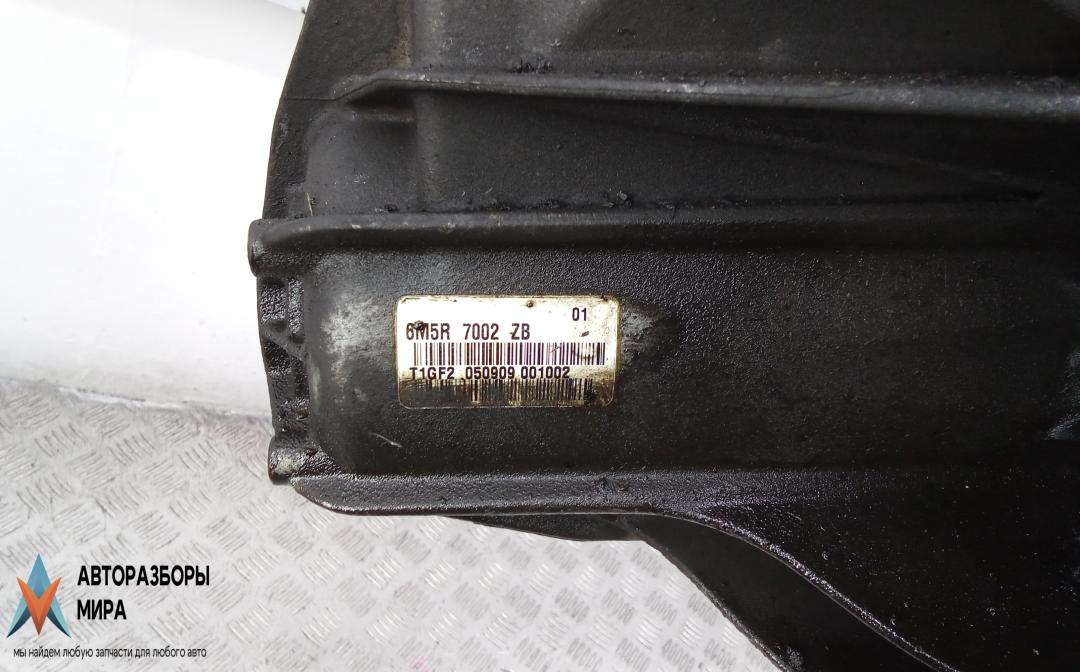 01
6M5R 7002 ZB
T1GF2 050909 001002
АВТОРАЗБОРЫ
МИРА
мы найдем любую запчасти для любого авто